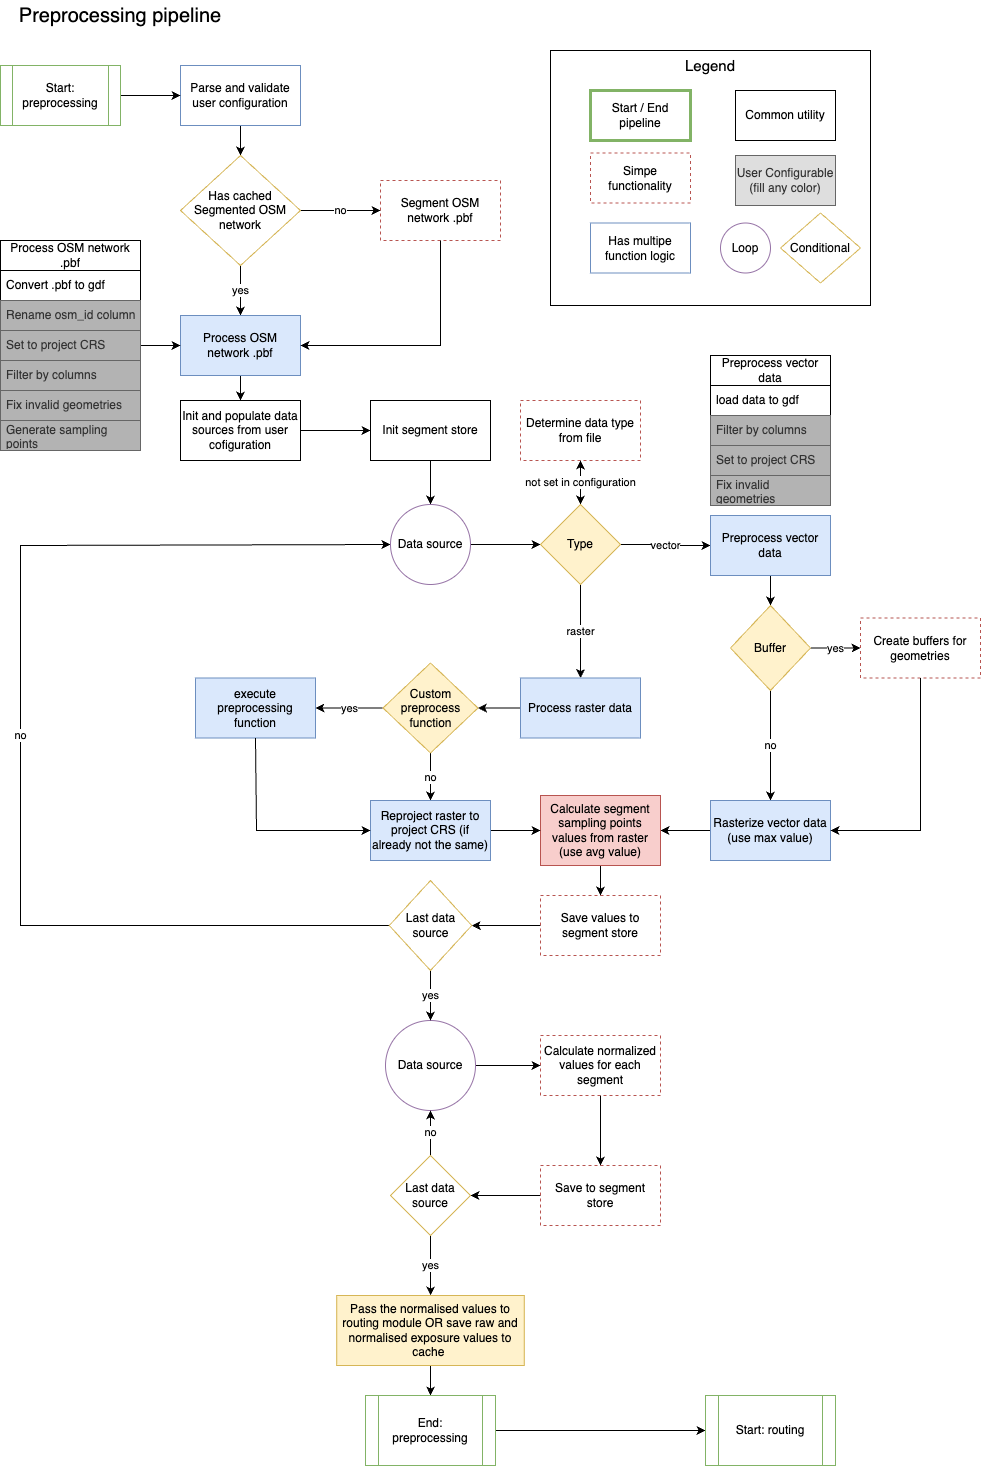 Preprocessing pipeline
Start:
preprocessing
Parse and validate
user configuration
Legend
Start / End
pipeline
Common utility
Simpe
functionality
User Configurable
(fill any color)
Has multipe
function logic
Loop
Conditional
Has cached
Segmented OSM
network
no
Segment OSM
network .pbf
yes
Process OSM network
.pbf
Convert .pbf to gdf
Rename osm_id column
Set to project CRS
Filter by columns
Fix invalid geometries
Generate sampling
points
Process OSM
network .pbf
Init and populate data
sources from user
cofiguration
Init segment store
Determine data type
from file
not set in configuration
Preprocess vector
data
load data to gdf
Filter by columns
Set to project CRS
Fix invalid
geometries
Data source
Type
vector
Preprocess vector
data
raster
Buffer
yes
Create buffers for
geometries
no
execute
preprocessing
function
yes
Custom
preprocess
function
Process raster data
no
no
Reproject raster to
project CRS (if
already not the same)
Calculate segment
sampling points
values from raster
(use avg value)
Rasterize vector data
(use max value)
Last data
source
Save values to
segment store
yes
Data source
Calculate normalized
values for each
segment
no
Last data
source
Save to segment
store
yes
Pass the normalised values to
routing module OR save raw and
normalised exposure values to
cache
End:
preprocessing
Start: routing